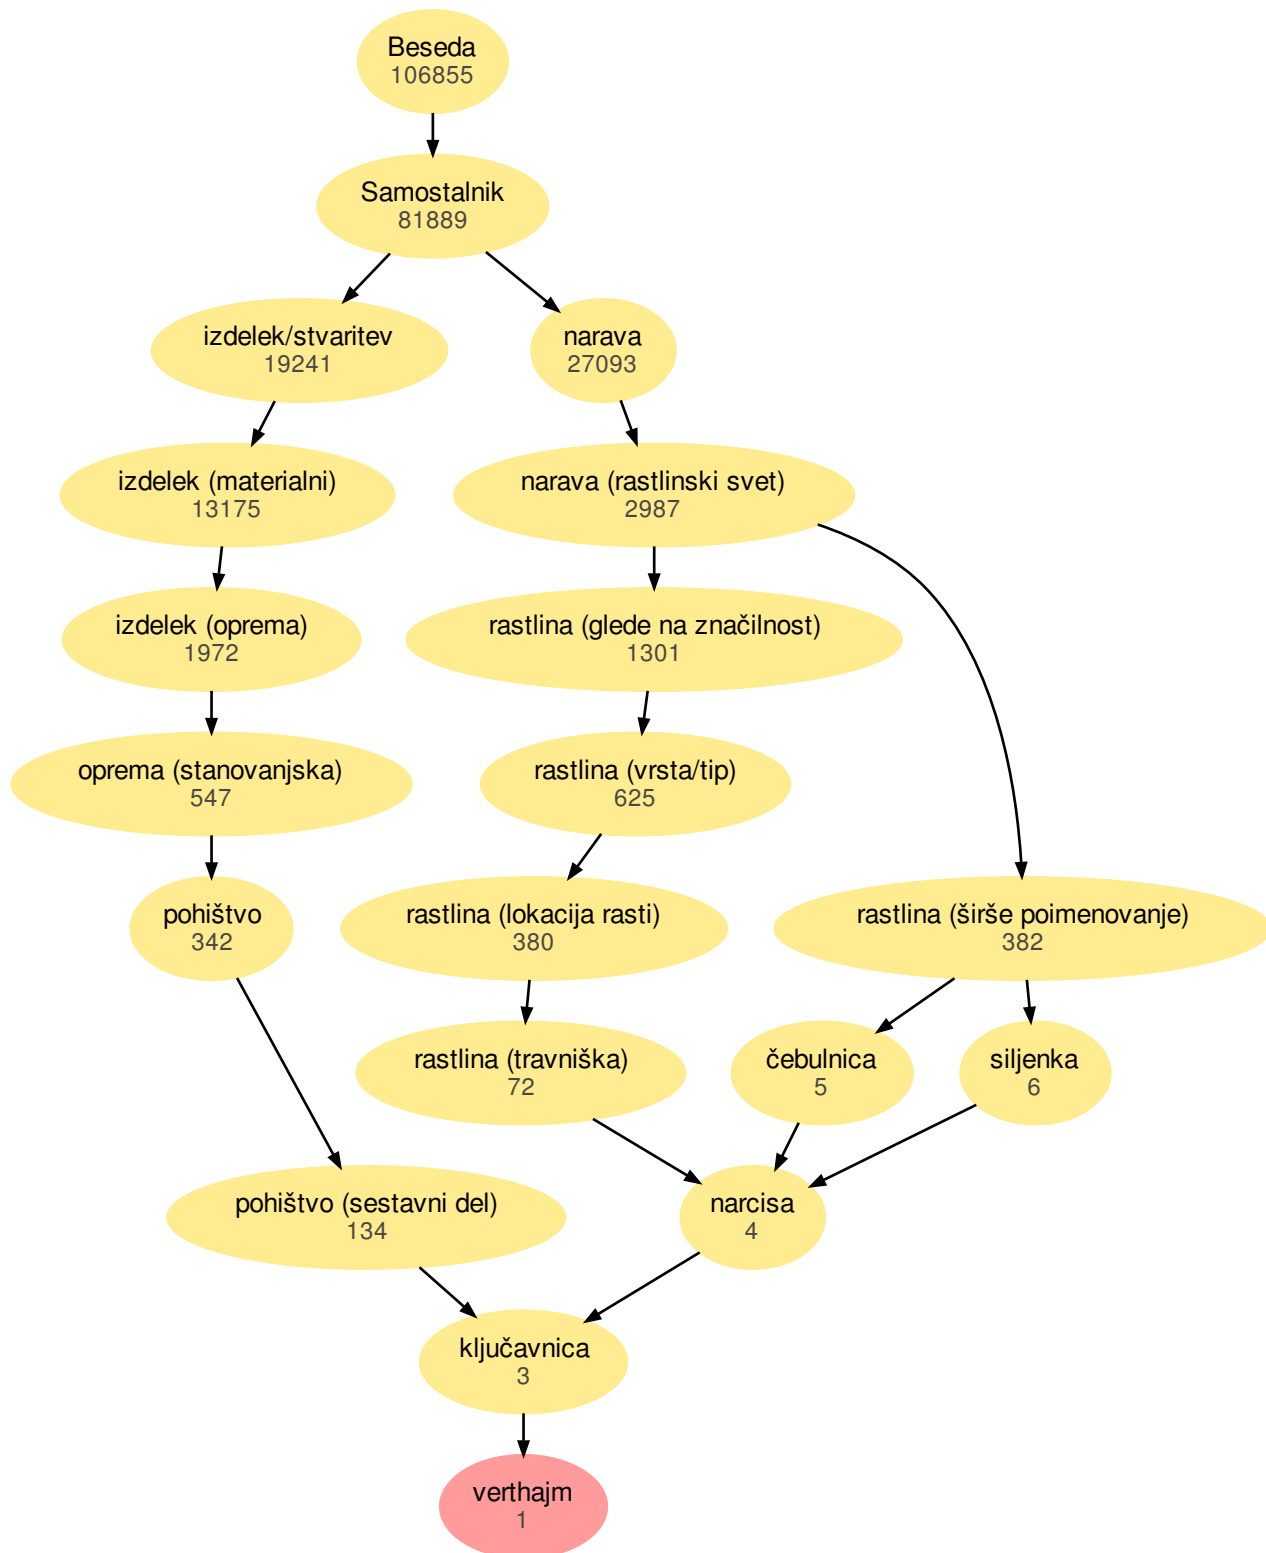 Beseda
106855
Samostalnik
81889
izdelek/stvaritev
19241
narava
27093
izdelek (materialni)
13175
narava (rastlinski svet)
2987
izdelek (oprema)
1972
rastlina (glede na značilnost)
1301
oprema (stanovanjska)
547
rastlina (vrsta/tip)
625
pohištvo
342
rastlina (lokacija rasti)
380
rastlina (širše poimenovanje)
382
rastlina (travniška)
72
čebulnica
5
siljenka
6
pohištvo (sestavni del)
134
narcisa
4
ključavnica
3
verthajm
1